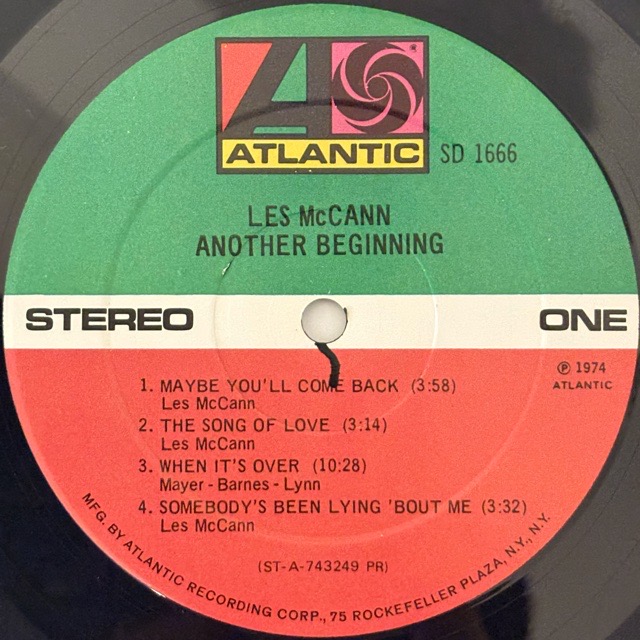 ATLANTIC SD 1666
LES McCANN
ANOTHER BEGINNING
STEREO ONE
℗ 1974
ATLANTIC
1. MAYBE YOU'LL COME BACK (3:58)
Les McCann
2. THE SONG OF LOVE (3:14)
Les McCann
3. WHEN IT'S OVER (10:28)
Mayer - Barnes - Lynn
4. SOMEBODY'S BEEN LYING 'BOUT ME (3:32)
Les McCann
(ST-A-743249 PR)
MFG. BY ATLANTIC RECORDING CORP., 75 ROCKEFELLER PLAZA, N.Y., N.Y.